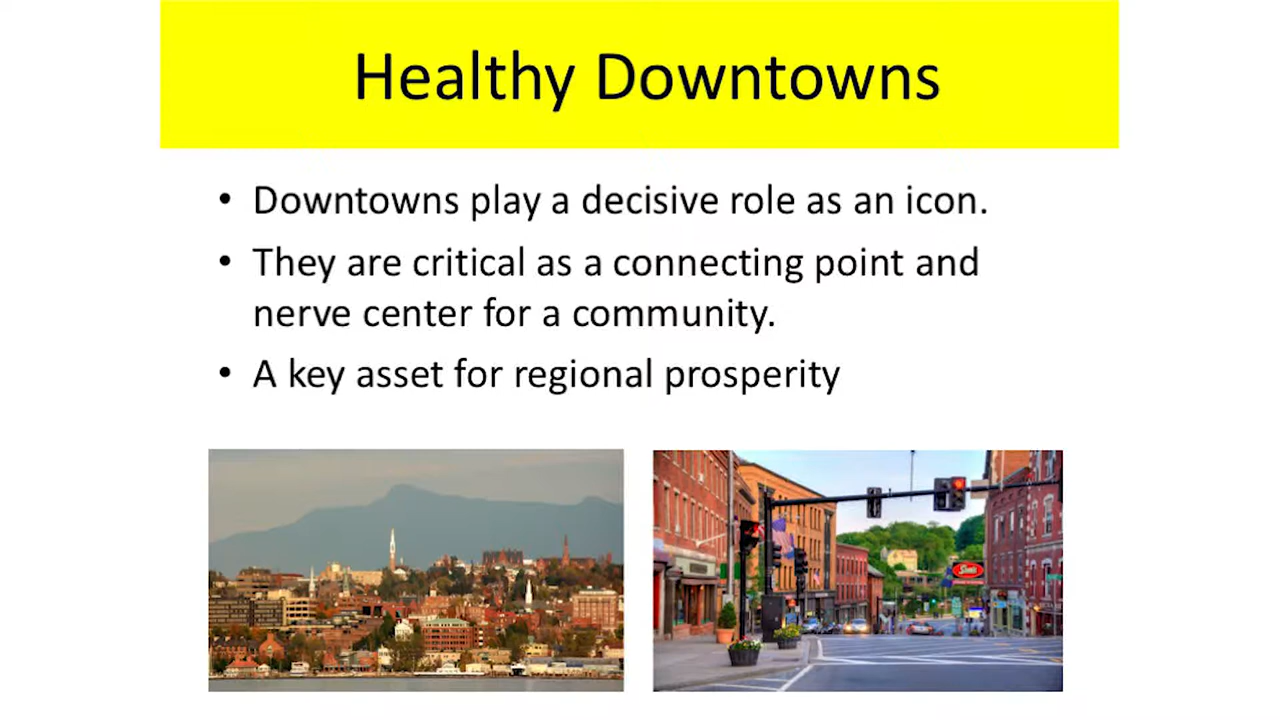 Healthy Downtowns
• Downtowns play a decisive role as an icon.
• They are critical as a connecting point and
nerve center for a community.
• A key asset for regional prosperity